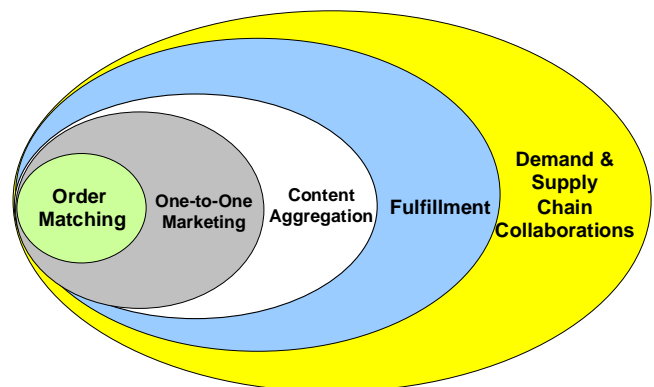 Order
Matching
One-to-One
Marketing
Content
Aggregation
Fulfillment
Demand &
Supply
Chain
Collaborations